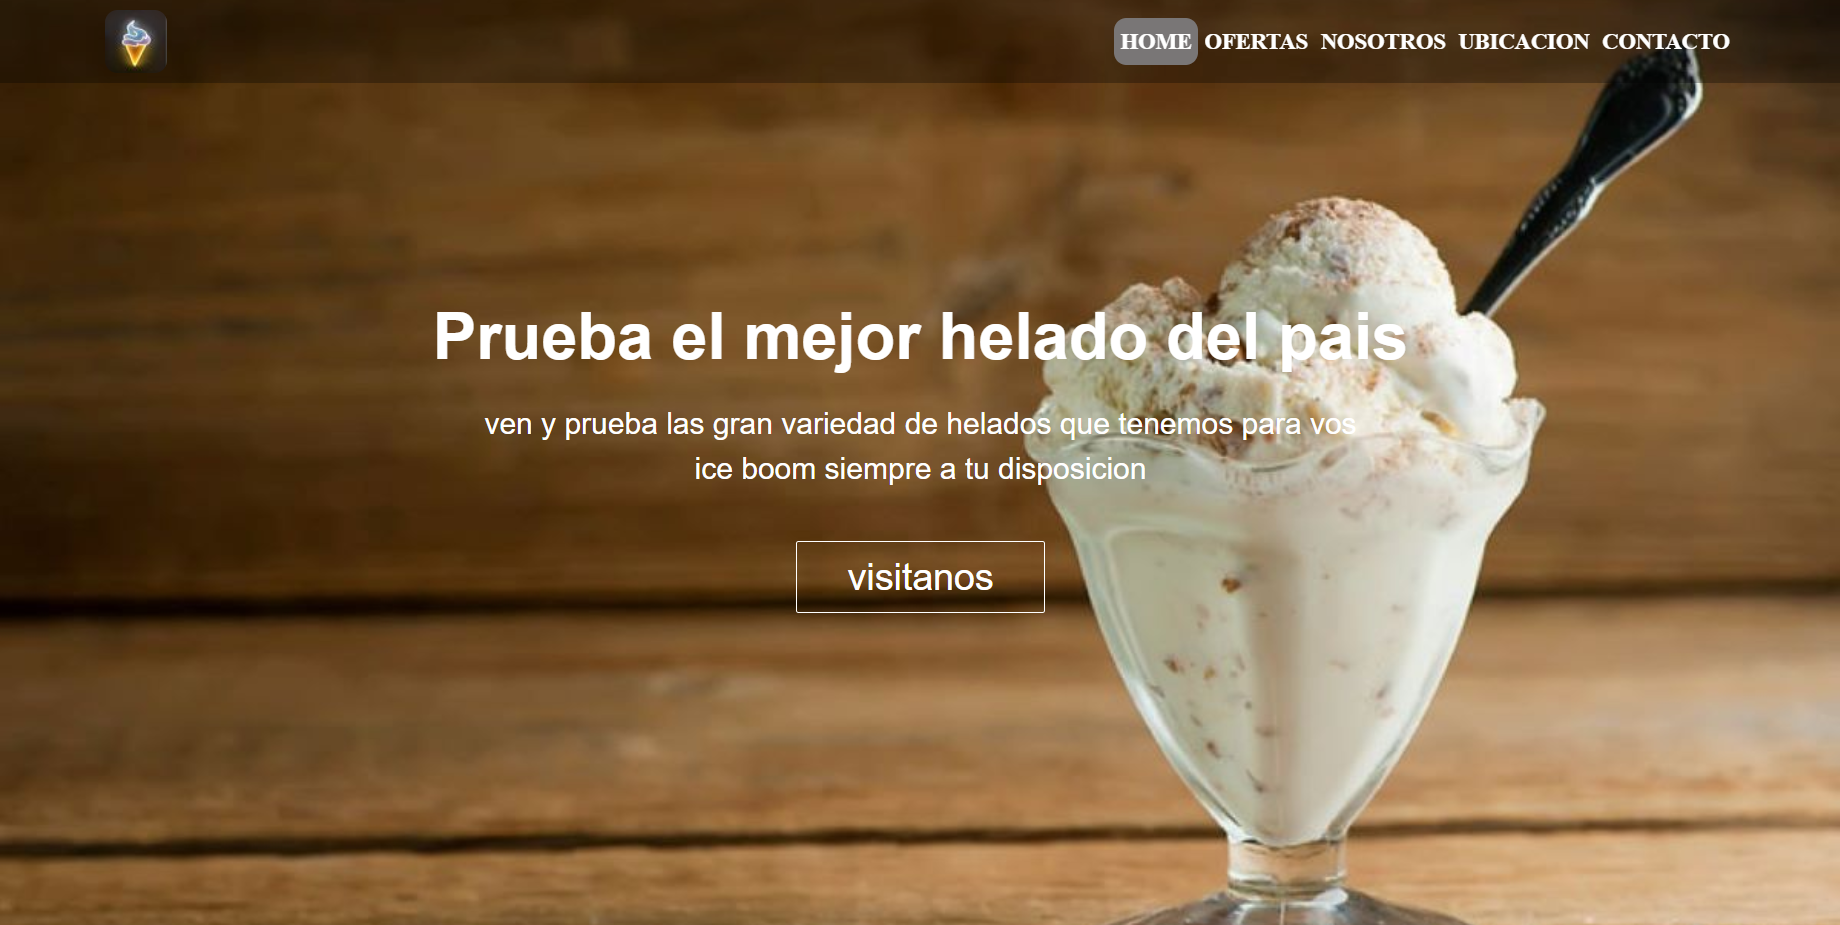 HOME OFERTAS NOSOTROS UBICACION CONTACTO
Prueba el mejor helado del pais
ven y prueba las gran variedad de helados que tenemos para vos
ice boom siempre a tu disposicion
visitanos